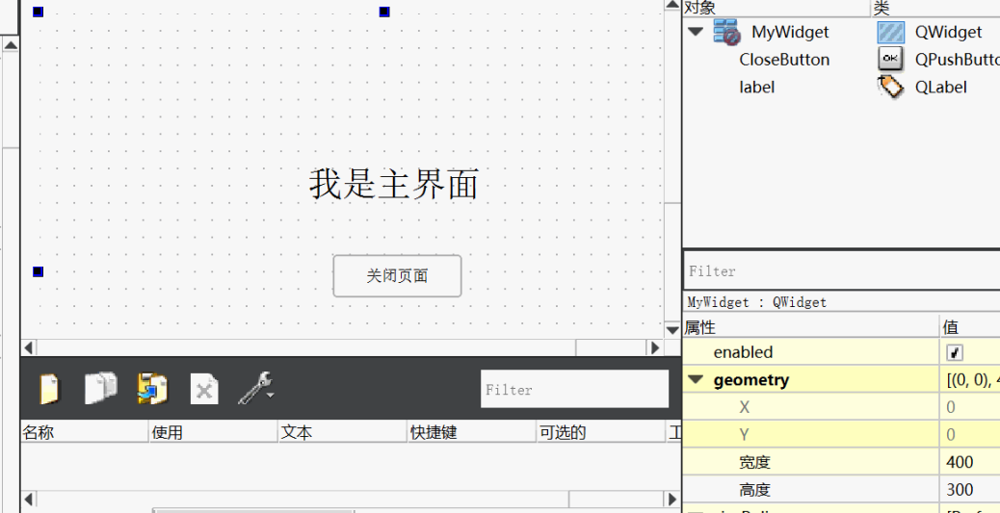 我是主界面
关闭页面
Filter
名称 使用 文本 快捷键 可选的
对象 类
MyWidget QWidget
CloseButton QPushButto
label QLabel
Filter
MyWidget : QWidget
属性 值
enabled
geometry [(0, 0), 4
X 0
Y 0
宽度 400
高度 300